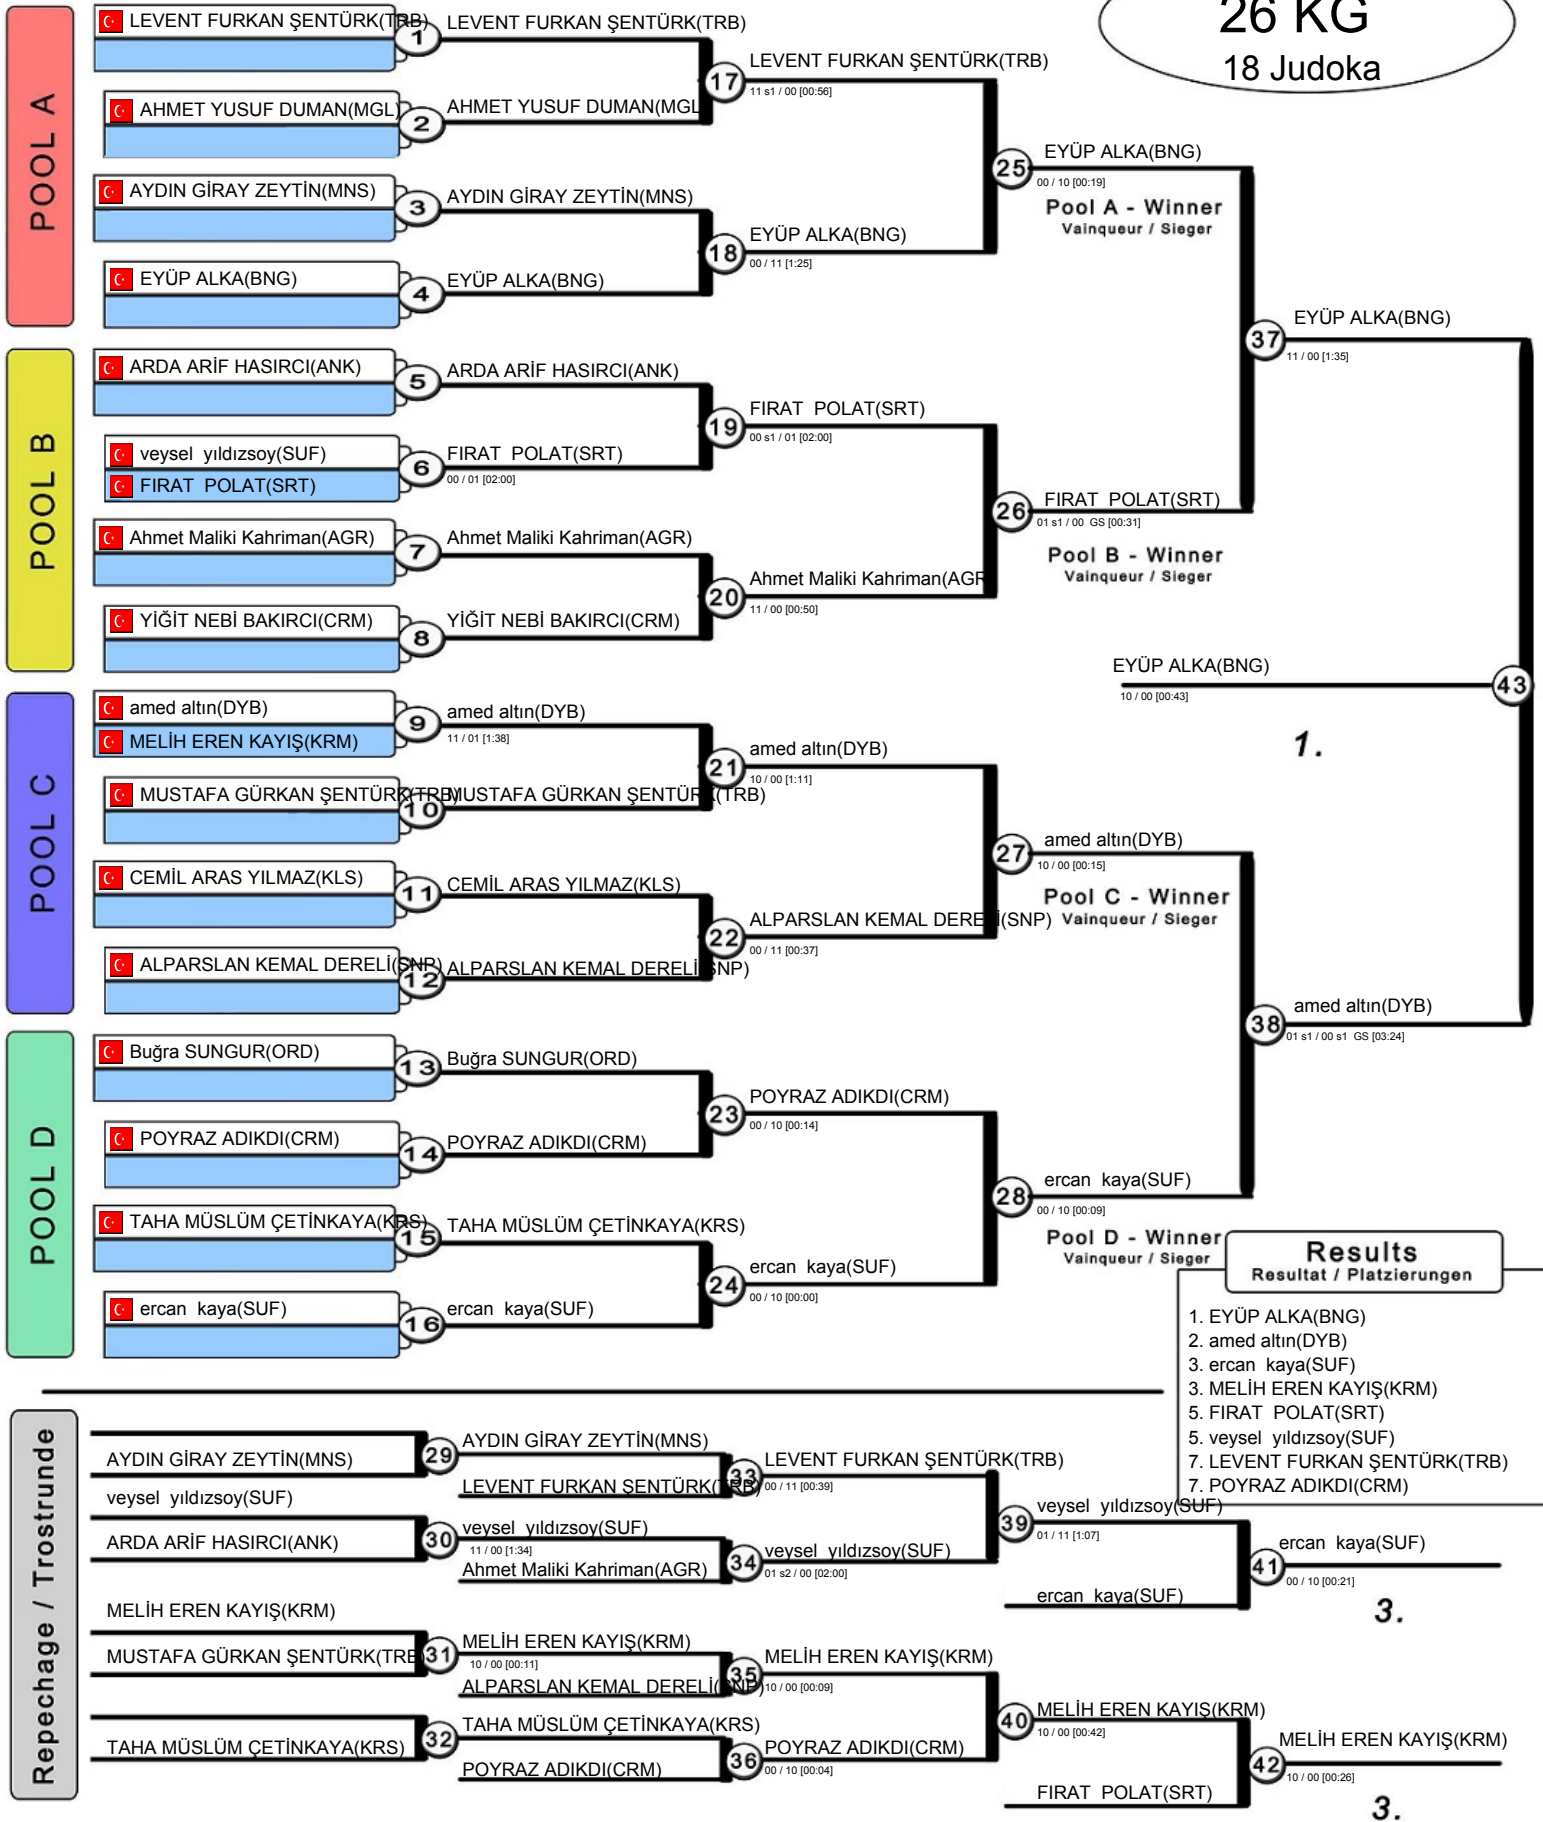 26 KG
18 Judoka
POOL A
LEVENT FURKAN ŞENTÜRK(TRB)
1
LEVENT FURKAN ŞENTÜRK(TRB)
AHMET YUSUF DUMAN(MGL)
2
AHMET YUSUF DUMAN(MGL
17
LEVENT FURKAN ŞENTÜRK(TRB)
11 s1 / 00 [00:56]
AYDIN GİRAY ZEYTİN(MNS)
3
AYDIN GİRAY ZEYTİN(MNS)
EYÜP ALKA(BNG)
4
EYÜP ALKA(BNG)
18
EYÜP ALKA(BNG)
00 / 11 [1:25]
25
EYÜP ALKA(BNG)
00 / 10 [00:19]
Pool A - Winner
Vainqueur / Sieger
POOL B
ARDA ARİF HASIRCI(ANK)
5
ARDA ARİF HASIRCI(ANK)
veysel yıldızsoy(SUF)
FIRAT POLAT(SRT)
6
FIRAT POLAT(SRT)
00 / 01 [02:00]
19
FIRAT POLAT(SRT)
00 s1 / 01 [02:00]
Ahmet Maliki Kahriman(AGR)
7
Ahmet Maliki Kahriman(AGR)
YİĞİT NEBİ BAKIRCI(CRM)
8
YİĞİT NEBİ BAKIRCI(CRM)
20
Ahmet Maliki Kahriman(AGR
11 / 00 [00:50]
26
FIRAT POLAT(SRT)
01 s1 / 00 GS [00:31]
Pool B - Winner
Vainqueur / Sieger
37
EYÜP ALKA(BNG)
11 / 00 [1:35]
EYÜP ALKA(BNG)
10 / 00 [00:43]
43
1.
POOL C
amed altın(DYB)
MELİH EREN KAYIŞ(KRM)
9
amed altın(DYB)
11 / 01 [1:38]
MUSTAFA GÜRKAN ŞENTÜRK(TRB)
10
MUSTAFA GÜRKAN ŞENTÜRK(TRB)
21
amed altın(DYB)
10 / 00 [1:11]
CEMİL ARAS YILMAZ(KLS)
11
CEMİL ARAS YILMAZ(KLS)
ALPARSLAN KEMAL DERELİ(SNP)
12
ALPARSLAN KEMAL DERELİ(SNP)
22
ALPARSLAN KEMAL DERELİ(SNP)
00 / 11 [00:37]
27
amed altın(DYB)
10 / 00 [00:15]
Pool C - Winner
Vainqueur / Sieger
POOL D
Buğra SUNGUR(ORD)
13
Buğra SUNGUR(ORD)
POYRAZ ADIKDI(CRM)
14
POYRAZ ADIKDI(CRM)
23
POYRAZ ADIKDI(CRM)
00 / 10 [00:14]
TAHA MÜSLÜM ÇETİNKAYA(KRS)
15
TAHA MÜSLÜM ÇETİNKAYA(KRS)
ercan kaya(SUF)
16
ercan kaya(SUF)
24
ercan kaya(SUF)
00 / 10 [00:00]
28
ercan kaya(SUF)
00 / 10 [00:09]
Pool D - Winner
Vainqueur / Sieger
38
amed altın(DYB)
01 s1 / 00 s1 GS [03:24]
Results
Resultat / Platzierungen
1. EYÜP ALKA(BNG)
2. amed altın(DYB)
3. ercan kaya(SUF)
3. MELİH EREN KAYIŞ(KRM)
5. FIRAT POLAT(SRT)
5. veysel yıldızsoy(SUF)
7. LEVENT FURKAN ŞENTÜRK(TRB)
7. POYRAZ ADIKDI(CRM)
Repechage / Trostrunde
AYDIN GİRAY ZEYTİN(MNS)
29
AYDIN GİRAY ZEYTİN(MNS)
LEVENT FURKAN ŞENTÜRK(TRB)
33
LEVENT FURKAN ŞENTÜRK(TRB)
00 / 11 [00:39]
veysel yıldızsoy(SUF)
ARDA ARİF HASIRCI(ANK)
30
veysel yıldızsoy(SUF)
11 / 00 [1:34]
Ahmet Maliki Kahriman(AGR)
34
veysel yıldızsoy(SUF)
01 s2 / 00 [02:00]
39
veysel yıldızsoy(SUF)
01 / 11 [1:07]
ercan kaya(SUF)
41
ercan kaya(SUF)
00 / 10 [00:21]
3.
MELİH EREN KAYIŞ(KRM)
MUSTAFA GÜRKAN ŞENTÜRK(TRB
31
MELİH EREN KAYIŞ(KRM)
10 / 00 [00:11]
ALPARSLAN KEMAL DERELİ(SNP)
35
MELİH EREN KAYIŞ(KRM)
10 / 00 [00:09]
TAHA MÜSLÜM ÇETİNKAYA(KRS)
32
TAHA MÜSLÜM ÇETİNKAYA(KRS)
POYRAZ ADIKDI(CRM)
36
POYRAZ ADIKDI(CRM)
00 / 10 [00:04]
40
MELİH EREN KAYIŞ(KRM)
10 / 00 [00:42]
FIRAT POLAT(SRT)
42
MELİH EREN KAYIŞ(KRM)
10 / 00 [00:26]
3.